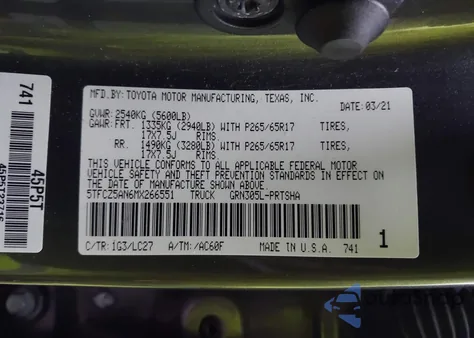 MFD.BY: TOYOTA MOTOR MANUFACTURING, TEXAS, INC.
DATE: 03/21
GVWR: 2540KG (5600LB)
GAWR: FRT. 1335KG (2940LB) WITH P265/65R17 TIRES,
17X7.5J RIMS.
RR. 1490KG (3280LB) WITH P265/65R17 TIRES,
17X7.5J RIMS.
THIS VEHICLE CONFORMS TO ALL APPLICABLE FEDERAL MOTOR
VEHICLE SAFETY AND THEFT PREVENTION STANDARDS IN EFFECT
ON THE DATE OF MANUFACTURE SHOWN ABOVE.
5TFCZ5AN6MX266551 TRUCK GRN305L-PRTSHA
C/TR: 1G3/LC27 A/TM: /AC60F MADE IN U.S.A. 741
1
741
45P5T